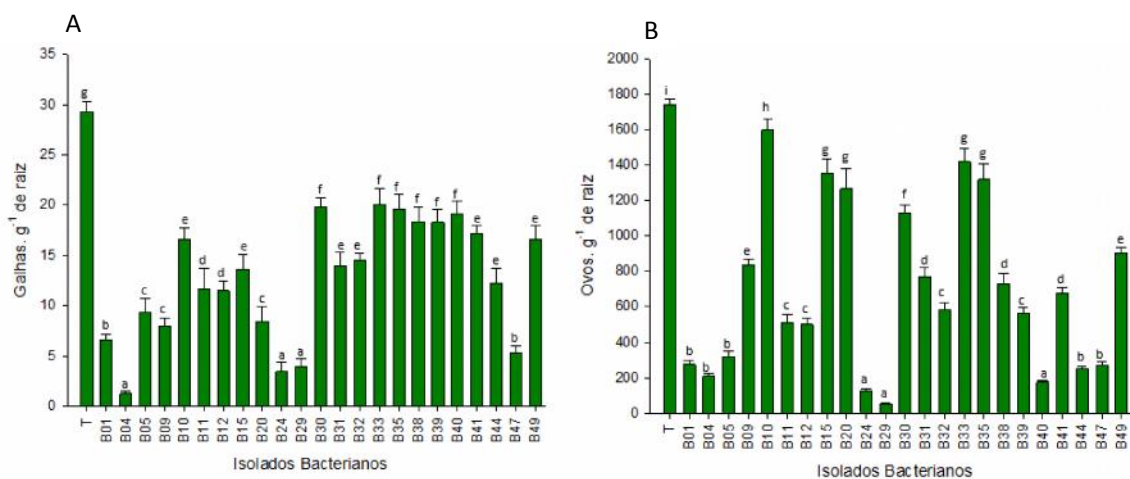 A
35
30
25
20
15
10
5
0
Galhas. g⁻¹ de raiz
g
b
a
c
c
e
d
d
e
c
a
a
f
e
e
f
f
f
f
f
e
e
b
e
T
B01
B04
B05
B09
B10
B11
B12
B15
B20
B24
B29
B30
B31
B32
B33
B35
B38
B39
B40
B41
B44
B47
B49
Isolados Bacterianos
B
2000
1800
1600
1400
1200
1000
800
600
400
200
0
Ovos. g⁻¹ de raiz
i
b
b
b
e
h
c
c
g
g
a
a
f
d
c
g
g
d
c
a
d
b
b
e
T
B01
B04
B05
B09
B10
B11
B12
B15
B20
B24
B29
B30
B31
B32
B33
B35
B38
B39
B40
B41
B44
B47
B49
Isolados Bacterianos